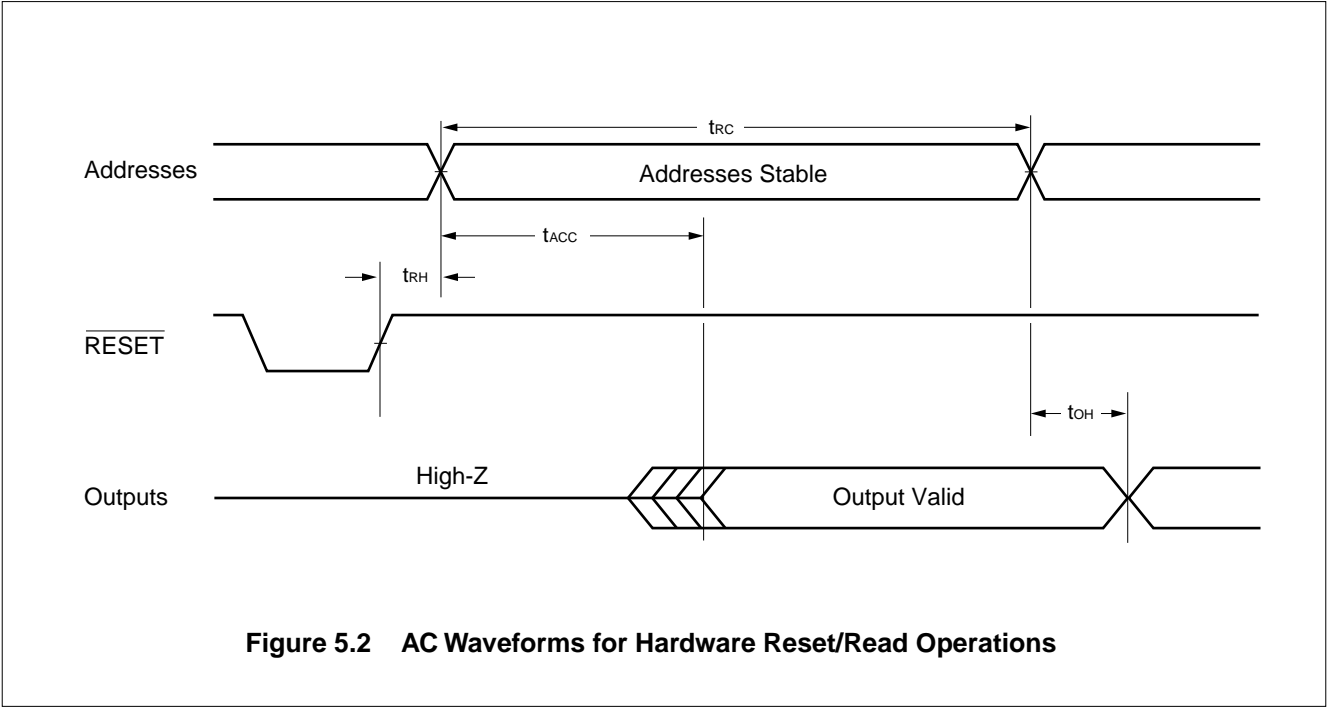 tRC
Addresses
Addresses Stable
tACC
tRH
RESET
tOH
High-Z
Outputs
Output Valid
Figure 5.2 AC Waveforms for Hardware Reset/Read Operations